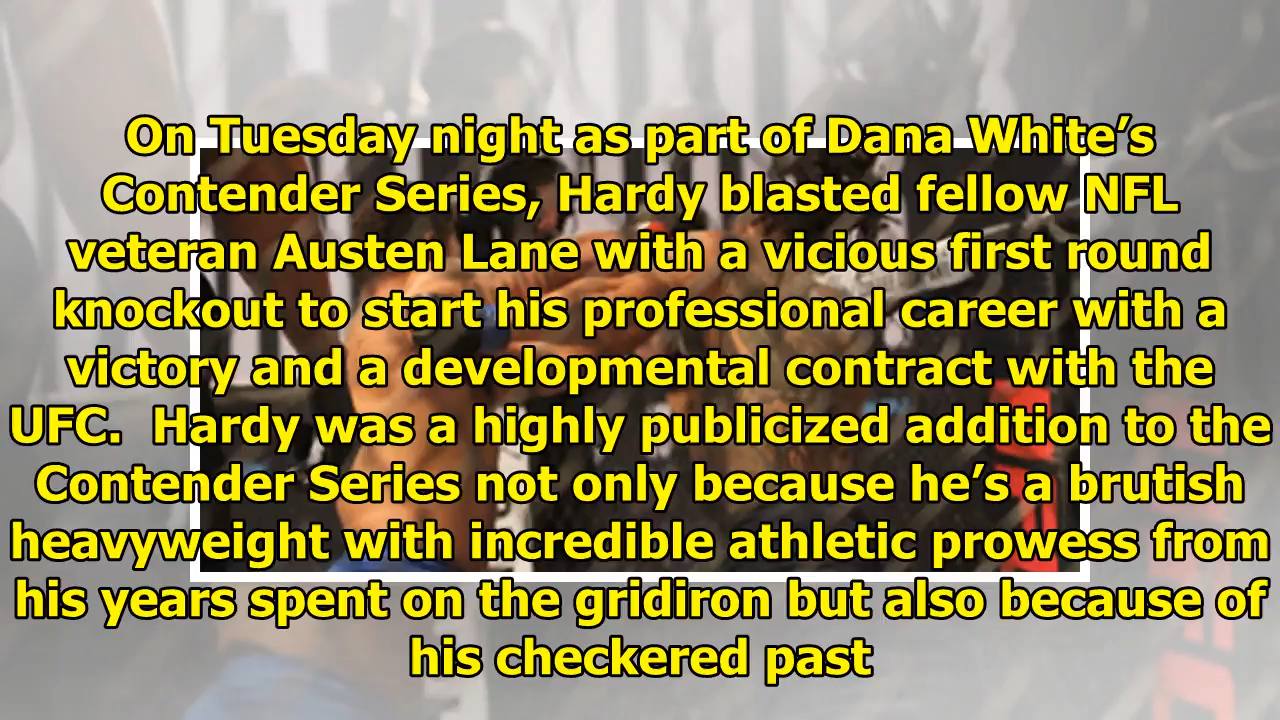 On Tuesday night as part of Dana White’s
Contender Series, Hardy blasted fellow NFL
veteran Austen Lane with a vicious first round
knockout to start his professional career with a
victory and a developmental contract with the
UFC.  Hardy was a highly publicized addition to the
Contender Series not only because he’s a brutish
heavyweight with incredible athletic prowess from
his years spent on the gridiron but also because of
his checkered past